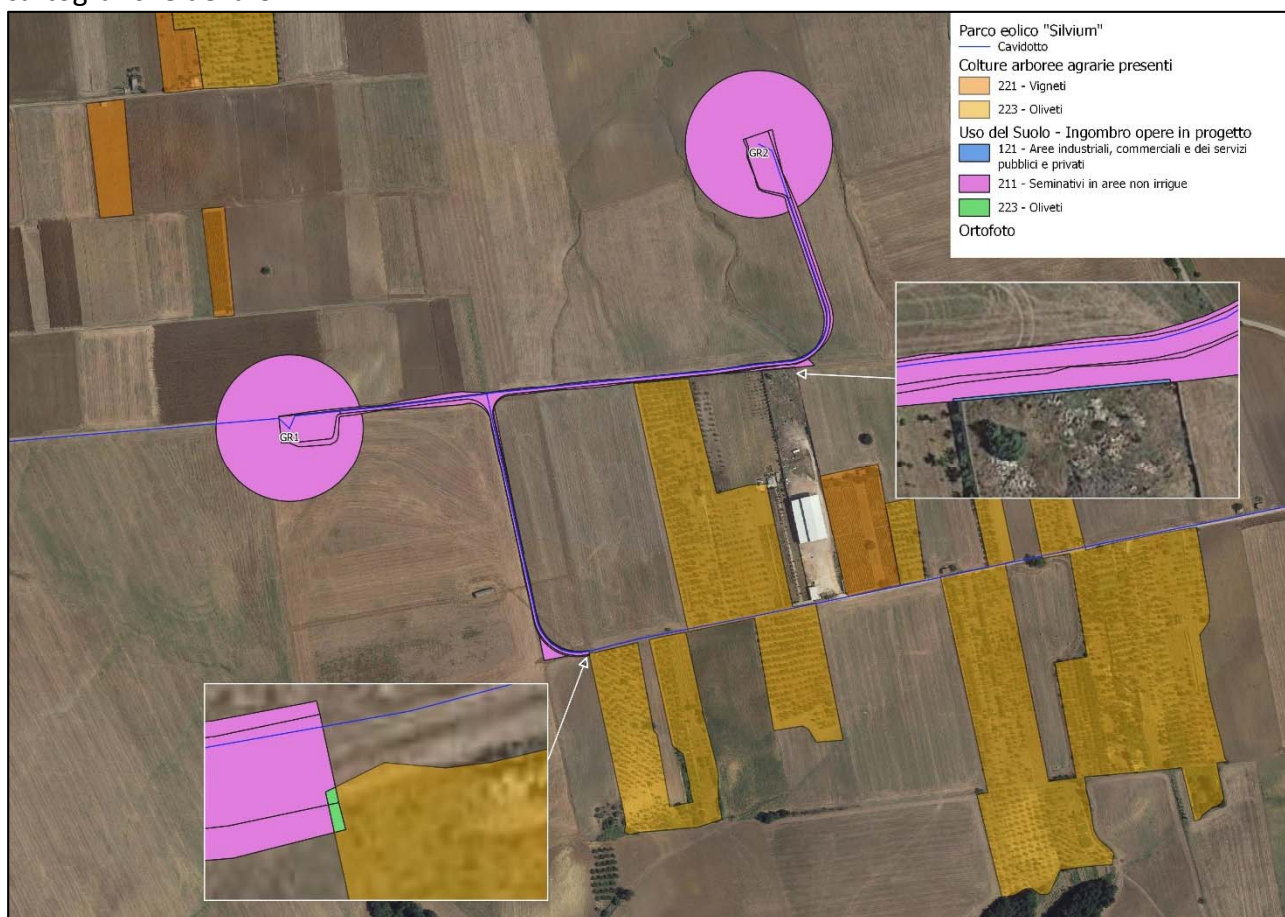 Parco eolico "Silvium"
Cavidotto
Colture arboree agrarie presenti
221 - Vigneti
223 - Oliveti
Uso del Suolo - Ingombro opere in progetto
121 - Aree industriali, commerciali e dei servizi
pubblici e privati
211 - Seminativi in aree non irrigue
223 - Oliveti
Ortofoto
GR2
GR1